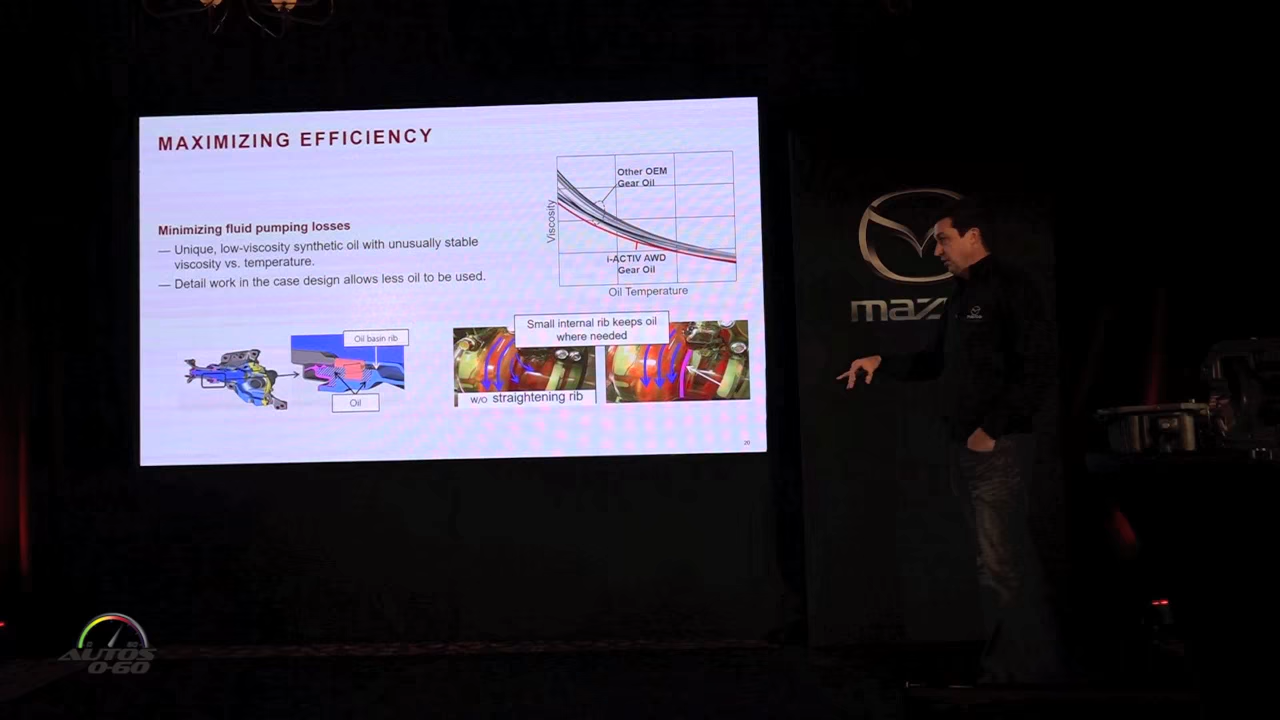 MAXIMIZING EFFICIENCY
Minimizing fluid pumping losses
— Unique, low-viscosity synthetic oil with unusually stable
viscosity vs. temperature.
— Detail work in the case design allows less oil to be used.
Viscosity
Other OEM
Gear Oil
i-ACTIV AWD
Gear Oil
Oil Temperature
Oil basin rib
Oil
Small internal rib keeps oil
where needed
w/o straightening rib
20
maz
AUTOS
0-60